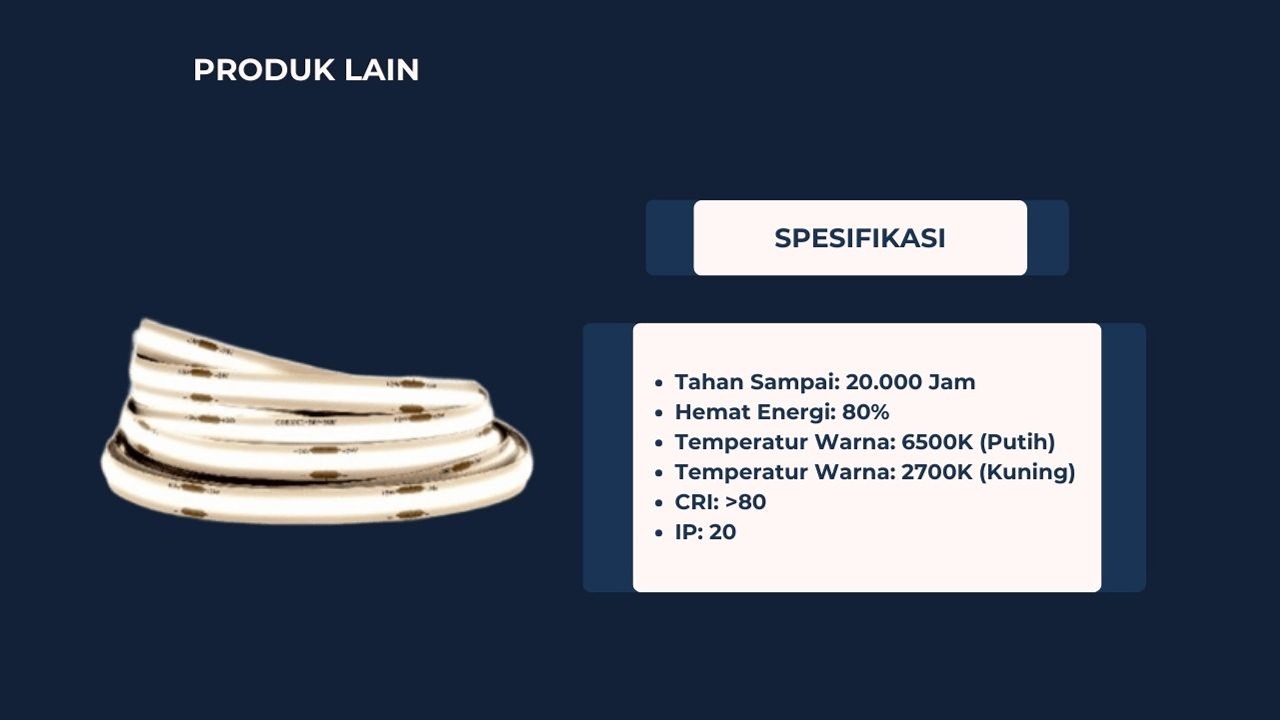 PRODUK LAIN
SPESIFIKASI
• Tahan Sampai: 20.000 Jam
• Hemat Energi: 80%
• Temperatur Warna: 6500K (Putih)
• Temperatur Warna: 2700K (Kuning)
• CRI: >80
• IP: 20